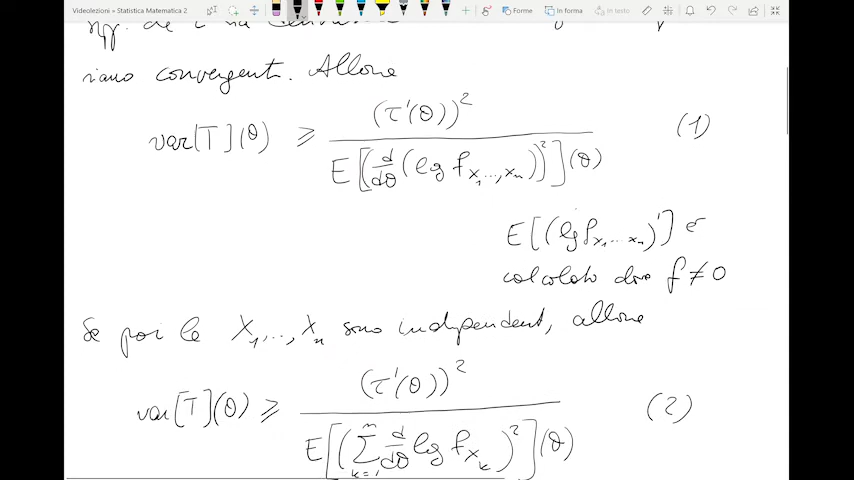 Videolezioni » Statistica Matematica 2
Forme
In forma
In testo
siano convergenti. Allora
var[T](θ) ≥ (τ'(θ))² / E[(d/dθ (log f_{X_1,…,X_n}))²](θ) (1)
E[(lg f_{X_1,…,X_n})'] è
calcolato dove f ≠ 0
Se poi le X_1,…,X_n sono indipendenti, allora
var[T](θ) ≥ (τ'(θ))² / E[(∑_{k=1}^{n} d/dθ log f_{X_k})²](θ) (2)